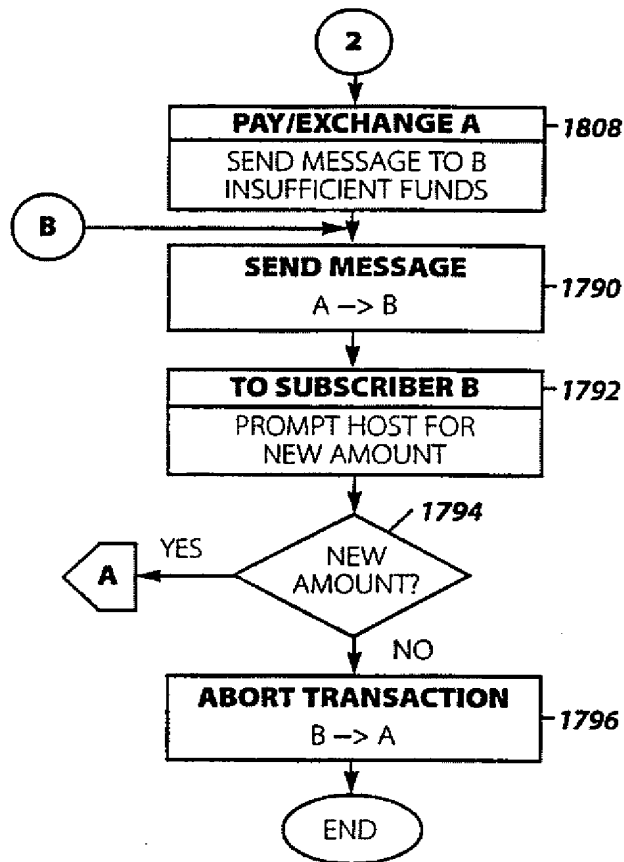 2
PAY/EXCHANGE A
1808
SEND MESSAGE TO B
INSUFFICIENT FUNDS
B
SEND MESSAGE
1790
A —> B
TO SUBSCRIBER B
1792
PROMPT HOST FOR
NEW AMOUNT
1794
YES
A
NEW
AMOUNT?
NO
ABORT TRANSACTION
1796
B —> A
END